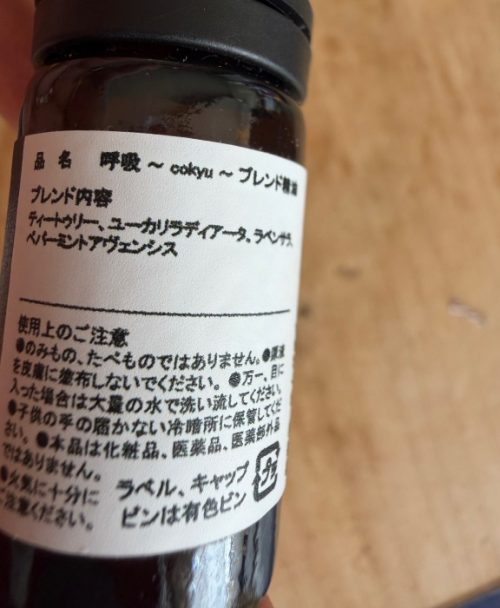 品 名 呼吸 ~ cokyu ~ ブレンド精油
ブレンド内容
ティートゥリー、ユーカリラディアータ、ラベンサラ、
ペパーミントアヴェンシス
使用上のご注意
●のみもの、たべものではありません。●原液
を皮膚に塗布しないでください。●万一、目に
入った場合は大量の水で洗い流してください。
●子供の手の届かない冷暗所に保管してくだ
さい。●本品は化粧品、医薬品、医薬部外品
ではありません。
●火気に十分に
ご注意ください。
ラベル、キャップ
ビンは有色ビン
プラ